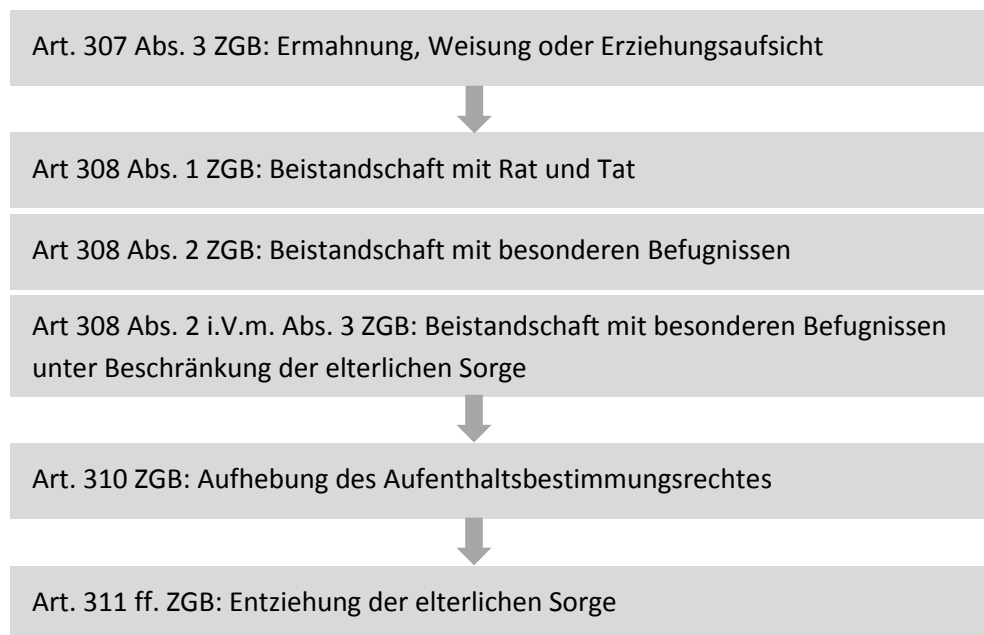 Art. 307 Abs. 3 ZGB: Ermahnung, Weisung oder Erziehungsaufsicht
Art 308 Abs. 1 ZGB: Beistandschaft mit Rat und Tat
Art 308 Abs. 2 ZGB: Beistandschaft mit besonderen Befugnissen
Art 308 Abs. 2 i.V.m. Abs. 3 ZGB: Beistandschaft mit besonderen Befugnissen
unter Beschränkung der elterlichen Sorge
Art. 310 ZGB: Aufhebung des Aufenthaltsbestimmungsrechtes
Art. 311 ff. ZGB: Entziehung der elterlichen Sorge